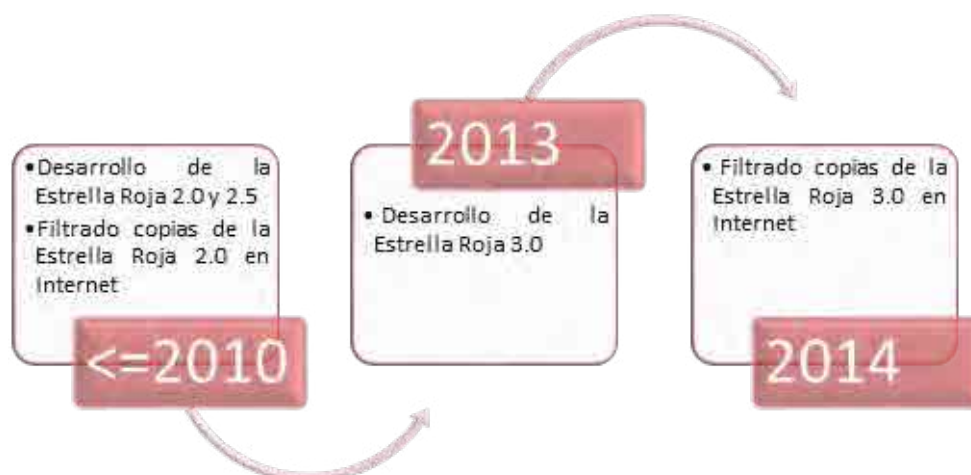 •Desarrollo de la
Estrella Roja 2.0 y 2.5
•Filtrado copias de la
Estrella Roja 2.0 en
Internet
<=2010
2013
• Desarrollo de la
Estrella Roja 3.0
• Filtrado copias de la
Estrella Roja 3.0 en
Internet
2014